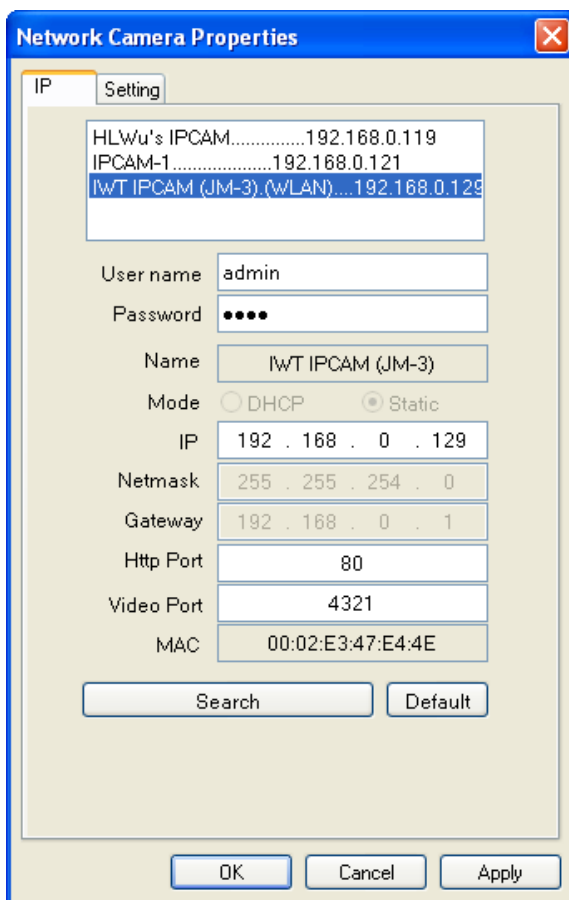 Network Camera Properties
IP Setting
HLWu's IPCAM...............192.168.0.119
IPCAM-1....................192.168.0.121
IWT IPCAM (JM-3).(WLAN)....192.168.0.129
User name admin
Password ••••
Name IWT IPCAM (JM-3)
Mode DHCP Static
IP 192 . 168 . 0 . 129
Netmask 255 . 255 . 254 . 0
Gateway 192 . 168 . 0 . 1
Http Port 80
Video Port 4321
MAC 00:02:E3:47:E4:4E
Search Default
OK Cancel Apply